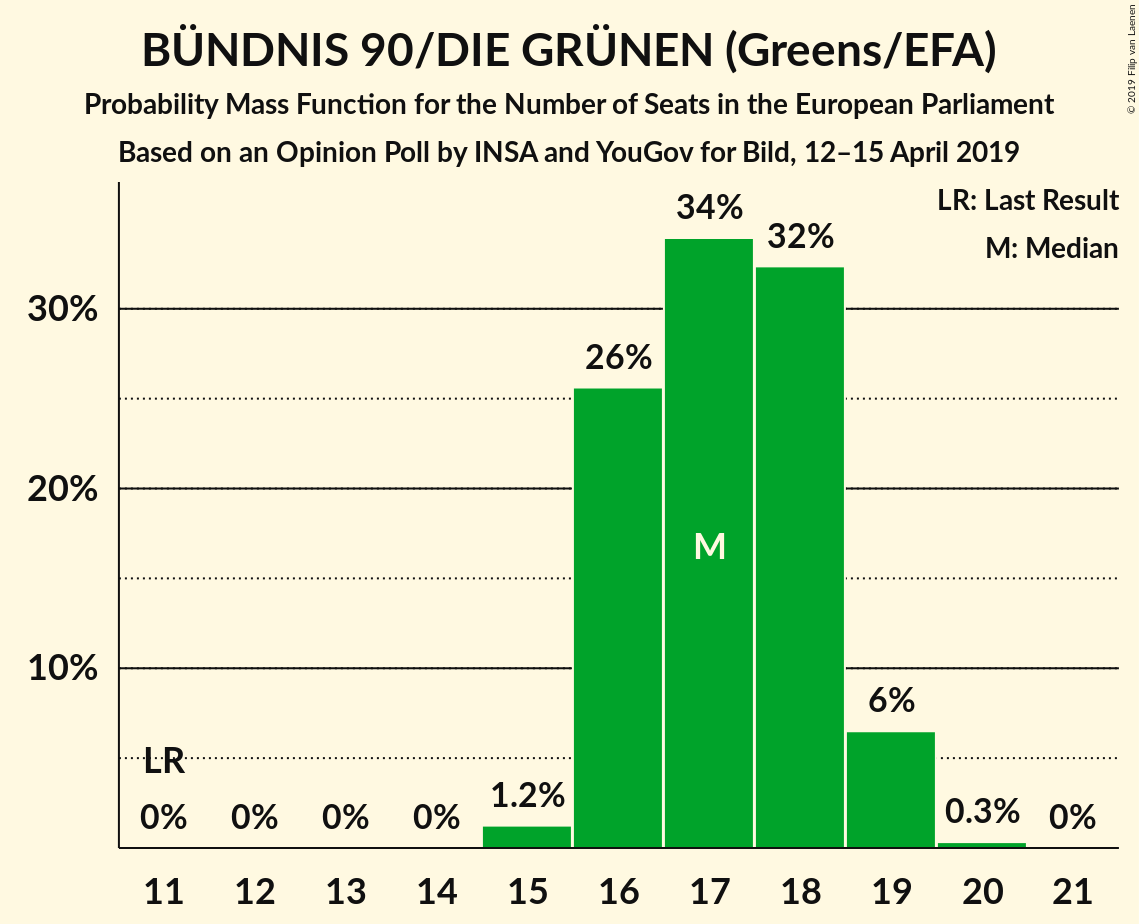 BÜNDNIS 90/DIE GRÜNEN (Greens/EFA)
Probability Mass Function for the Number of Seats in the European Parliament
Based on an Opinion Poll by INSA and YouGov for Bild, 12–15 April 2019
© 2019 Filip van Laenen
LR: Last Result
M: Median
34%
32%
30%
26%
20%
M
10%
6%
LR
1.2%
0.3%
0% 0% 0% 0% 0%
11 12 13 14 15 16 17 18 19 20 21